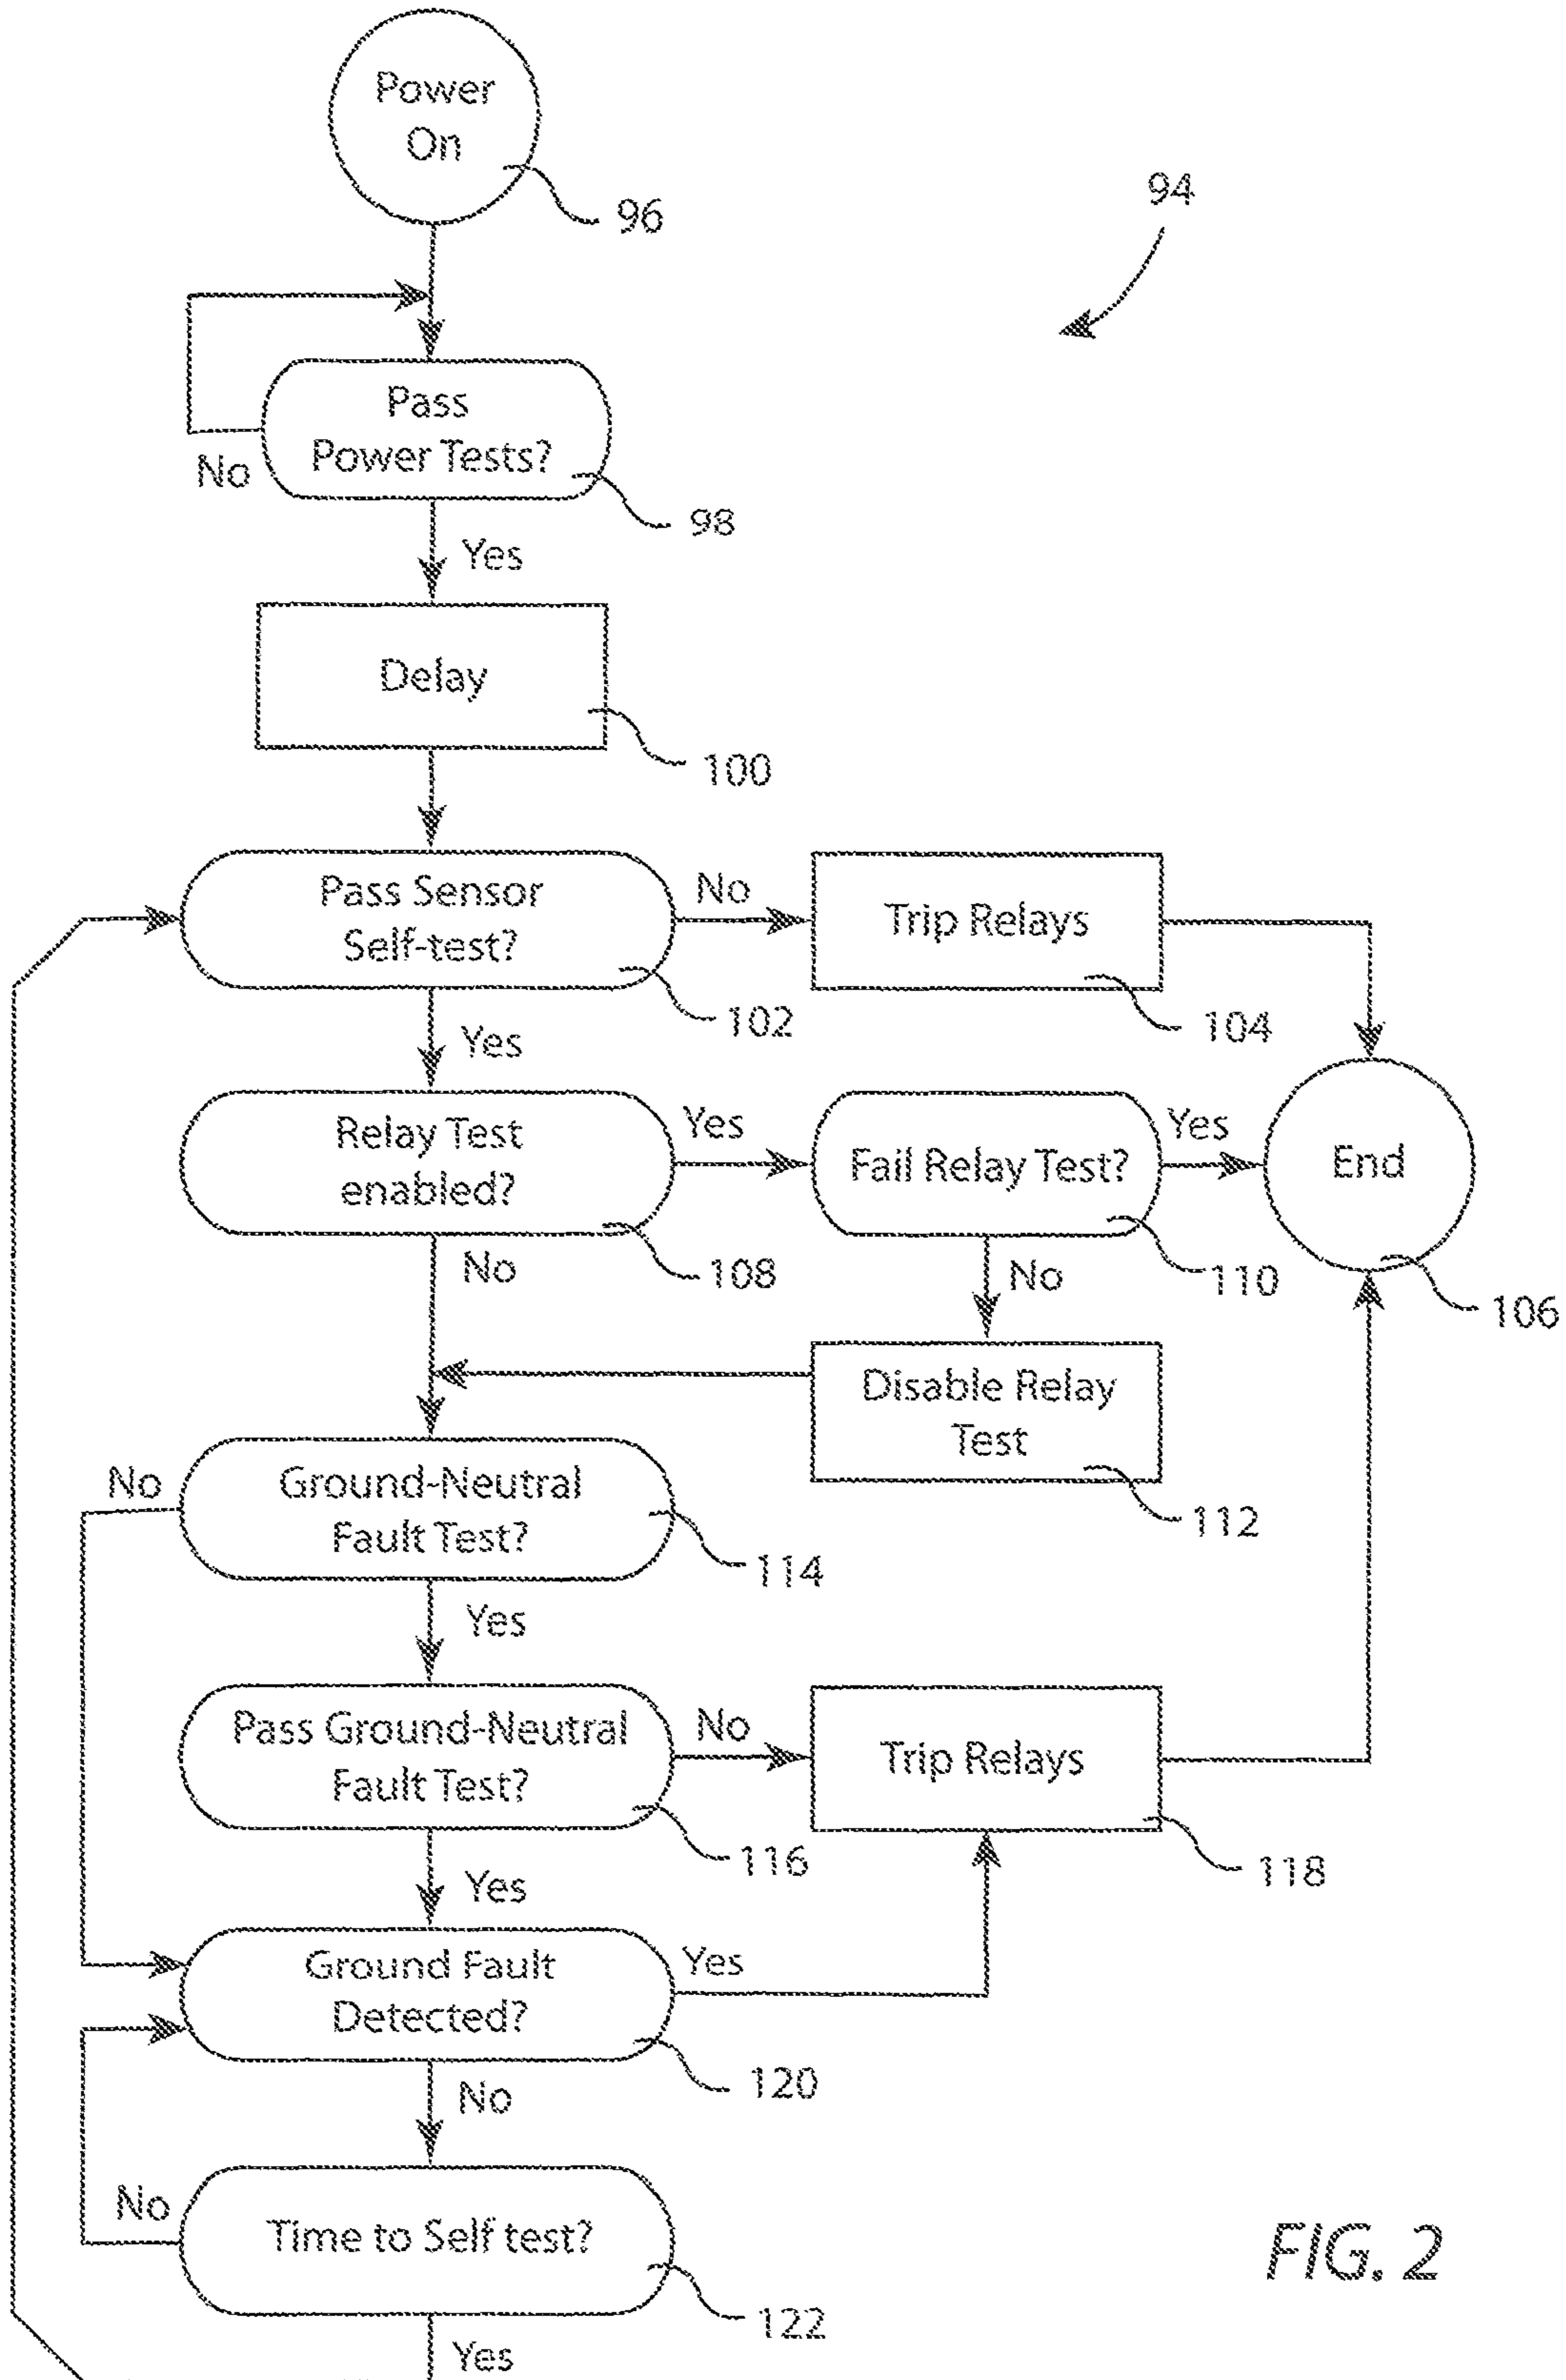 Power
On
96
94
Pass
Power Tests?
No
98
Yes
Delay
100
Pass Sensor
Self-test?
No
Trip Relays
102
104
Yes
Relay Test
enabled?
Yes
Fail Relay Test?
Yes
End
108
110
106
No
No
Disable Relay
Test
112
No
Ground-Neutral
Fault Test?
114
Yes
Pass Ground-Neutral
Fault Test?
No
Trip Relays
116
118
Yes
Ground Fault
Detected?
Yes
120
No
No
Time to Self test?
122
Yes
FIG. 2